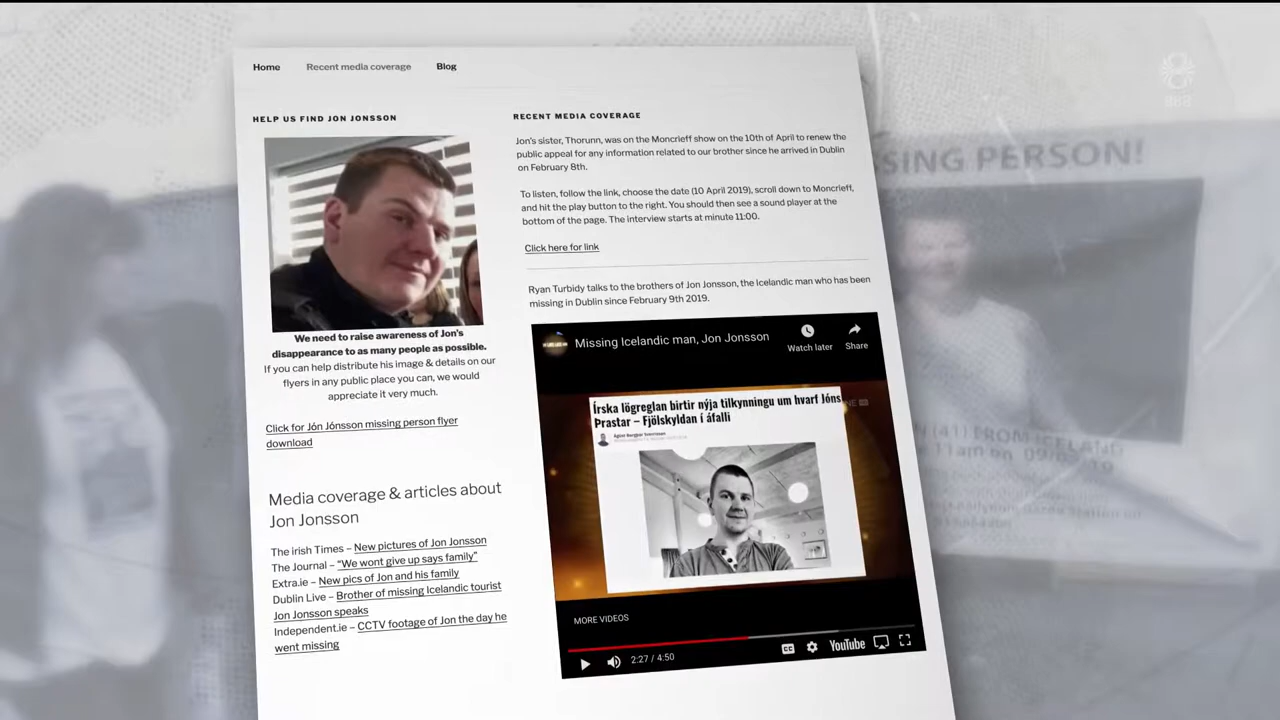 Home
Recent media coverage
Blog
HELP US FIND JON JONSSON
We need to raise awareness of Jon's
disappearance to as many people as possible.
If you can help distribute his image & details on our
flyers in any public place you can, we would
appreciate it very much.
Click for Jón Jónsson missing person flyer
download
Media coverage & articles about
Jon Jonsson
The irish Times – New pictures of Jon Jonsson
The Journal – “We wont give up says family”
Extra.ie – New pics of Jon and his family
Dublin Live – Brother of missing Icelandic tourist
Jon Jonsson speaks
Independent.ie – CCTV footage of Jon the day he
went missing
RECENT MEDIA COVERAGE
Jon's sister, Thorunn, was on the Moncrieff show on the 10th of April to renew the
public appeal for any information related to our brother since he arrived in Dublin
on February 8th.
To listen, follow the link, choose the date (10 April 2019), scroll down to Moncrieff,
and hit the play button to the right. You should then see a sound player at the
bottom of the page. The interview starts at minute 11:00.
Click here for link
Ryan Turbidy talks to the brothers of Jon Jonsson, the Icelandic man who has been
missing in Dublin since February 9th 2019.
Missing Icelandic man, Jon Jonsson
Watch later
Share
Írska lögreglan birtir nýja tilkynningu um hvarf Jóns
Þrastar – Fjölskyldan í áfalli
MORE VIDEOS
2:27 / 4:50
CC
YouTube
SING PERSON!
(41) FROM
11am on 09/